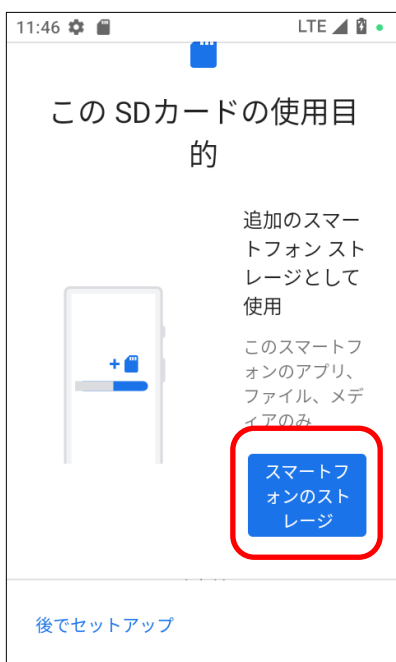 11:46 LTE
この SDカードの使用目
的
追加のスマー
トフォン スト
レージとして
使用
このスマートフ
ォンのアプリ、
ファイル、メデ
ィアのみ
スマートフ
ォンのスト
レージ
後でセットアップ